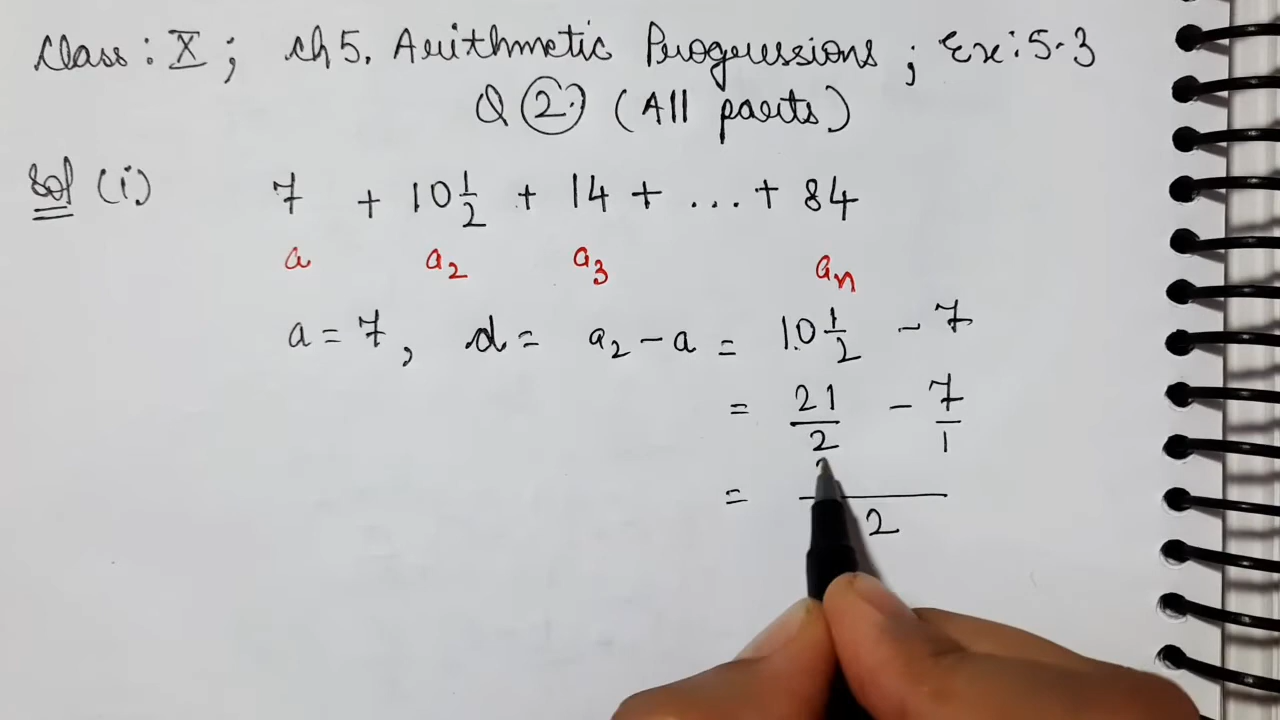 Class : X ; Ch 5. Arithmetic Progressions ; Ex: 5.3
Q 2. (All parts)
Sol (i) 7 + 10 1/2 + 14 + ... + 84
a a2 a3 an
a = 7, d = a2 - a = 10 1/2 - 7
= 21/2 - 7/1
= /2